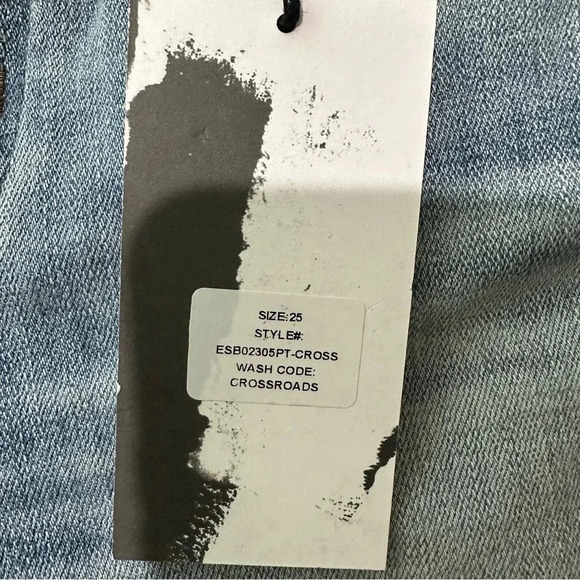 SIZE:25
STYLE#:
ESB02305PT-CROSS
WASH CODE:
CROSSROADS